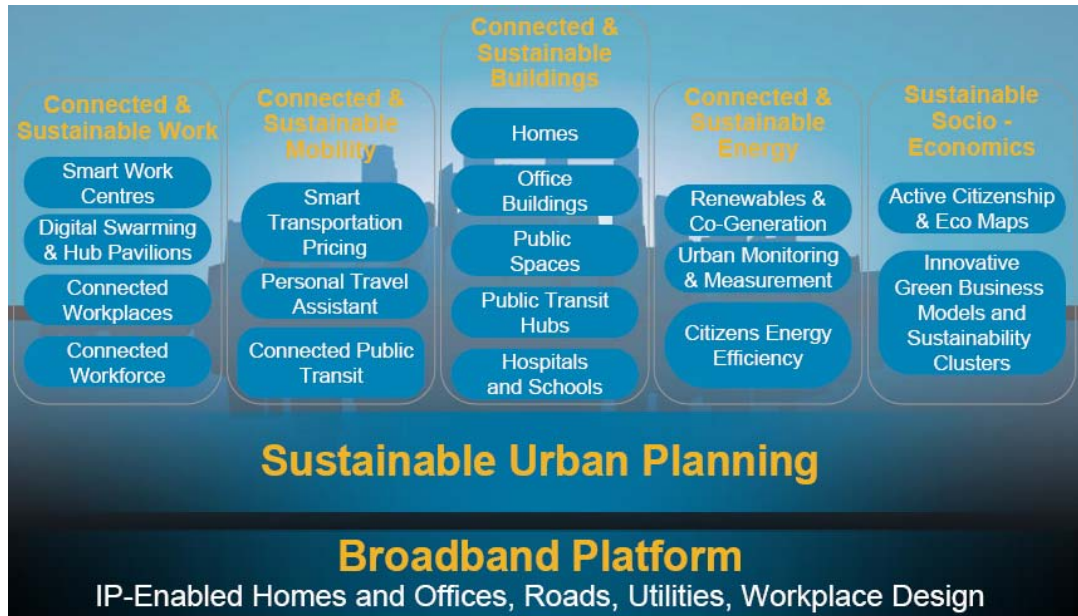 Connected &
Sustainable Work
Smart Work
Centres
Digital Swarming
& Hub Pavilions
Connected
Workplaces
Connected
Workforce
Connected &
Sustainable
Mobility
Smart
Transportation
Pricing
Personal Travel
Assistant
Connected Public
Transit
Connected &
Sustainable
Buildings
Homes
Office
Buildings
Public
Spaces
Public Transit
Hubs
Hospitals
and Schools
Connected &
Sustainable
Energy
Renewables &
Co-Generation
Urban Monitoring
& Measurement
Citizens Energy
Efficiency
Sustainable
Socio -
Economics
Active Citizenship
& Eco Maps
Innovative
Green Business
Models and
Sustainability
Clusters
Sustainable Urban Planning
Broadband Platform
IP-Enabled Homes and Offices, Roads, Utilities, Workplace Design